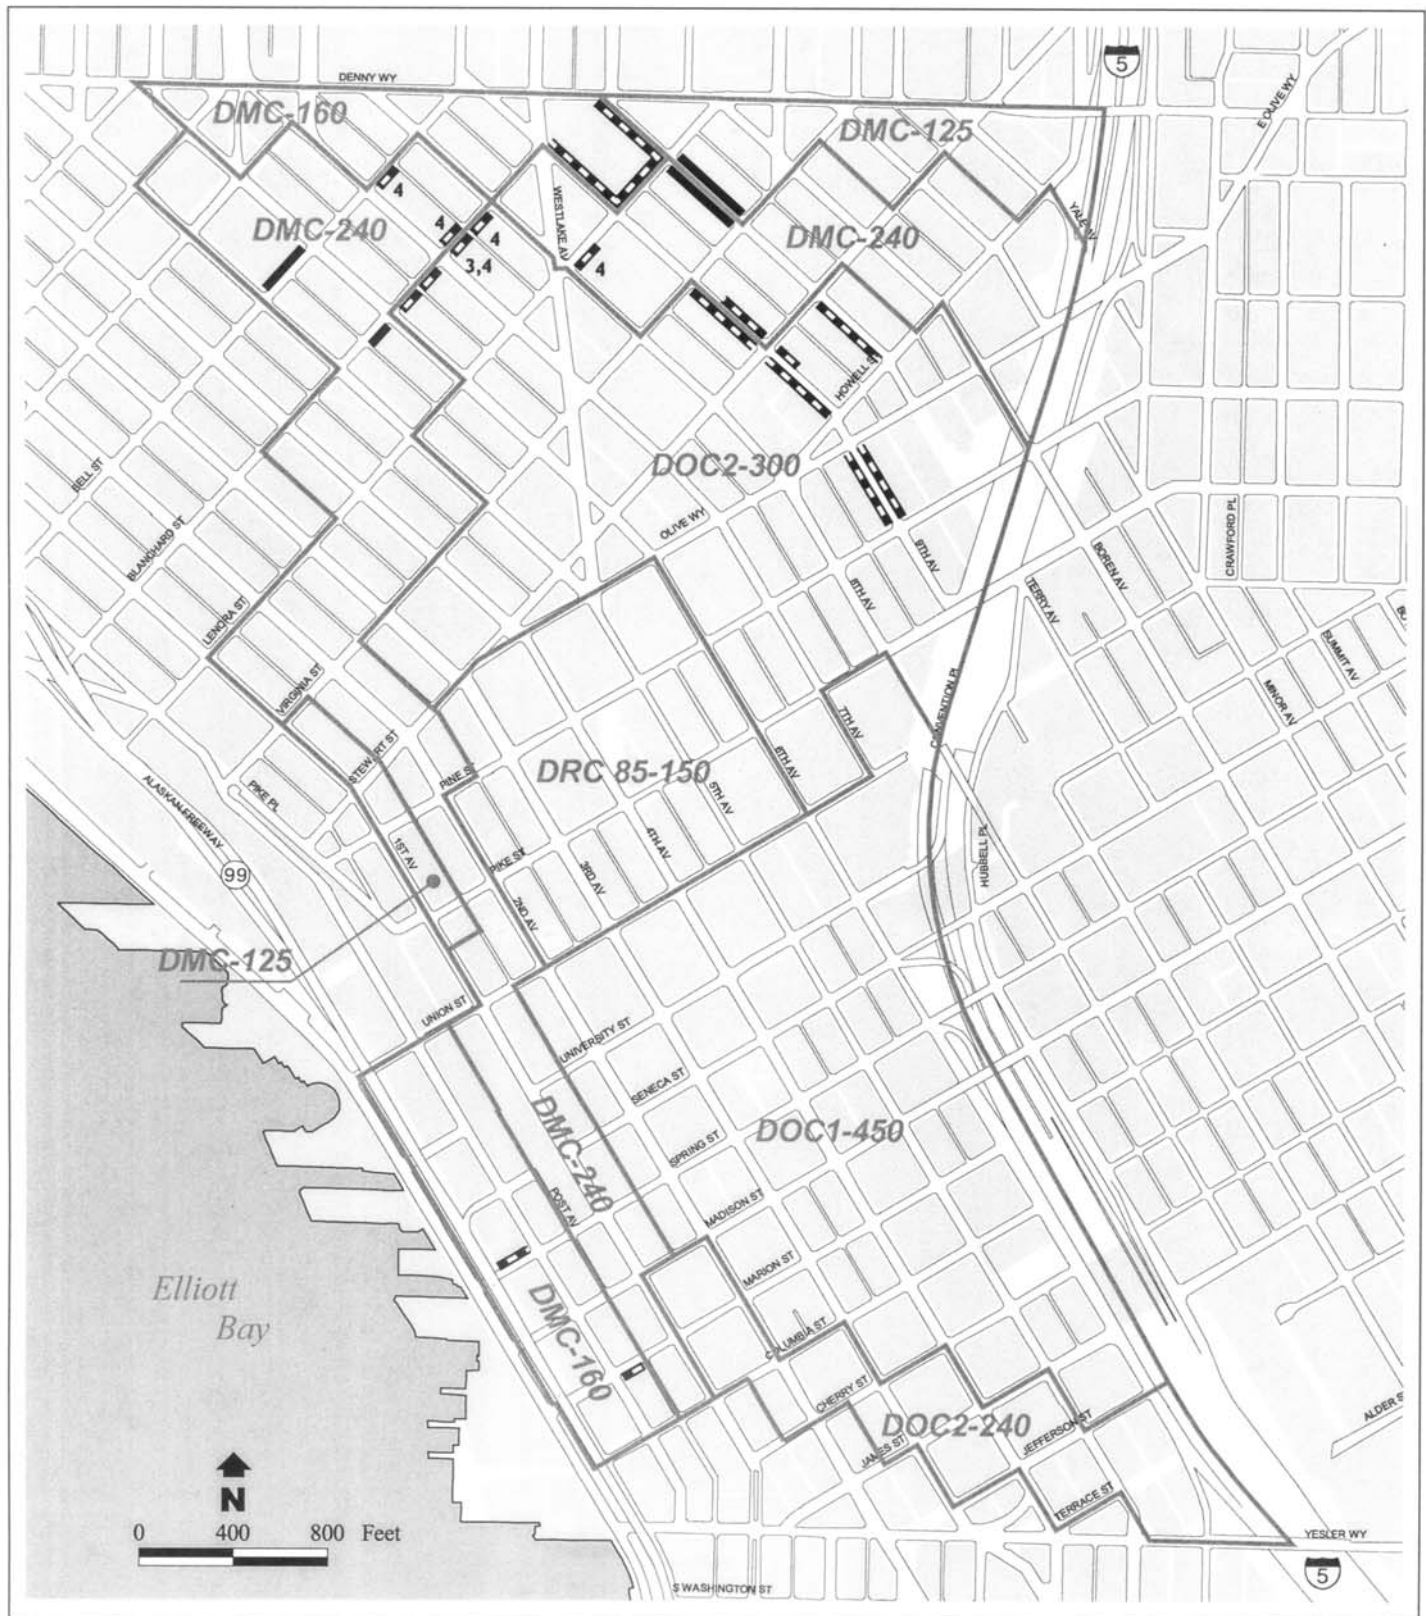 5
DENNY WY
E OLIVE WY
DMC-160
DMC-125
4
WESTLAKE AV
YALE AV
DMC-240
4
4
DMC-240
3,4
4
HOWELL ST
DOC2-300
BELL ST
OLIVE WY
CRAWFORD PL
BLANCHARD ST
9TH AV
BOREN AV
8TH AV
TERRY AV
LENORA ST
SUMMIT AV
VIRGINIA ST
MINOR AV
CONVENTION PL
7TH AV
STEWART ST
PINE ST
DRC 85-150
6TH AV
ALASKAN FREEWAY
PIKE PL
5TH AV
1ST AV
4TH AV
PIKE ST
HUBBELL PL
99
3RD AV
2ND AV
DMC-125
UNION ST
UNIVERSITY ST
SENECA ST
DMC-240
DOC1-450
SPRING ST
POST AV
MADISON ST
MARION ST
Elliott
Bay
DMC-160
COLUMBIA ST
CHERRY ST
DOC2-240
JEFFERSON ST
ALDER S
JAMES ST
N
TERRACE ST
0 400 800 Feet
YESLER WY
5
S WASHINGTON ST